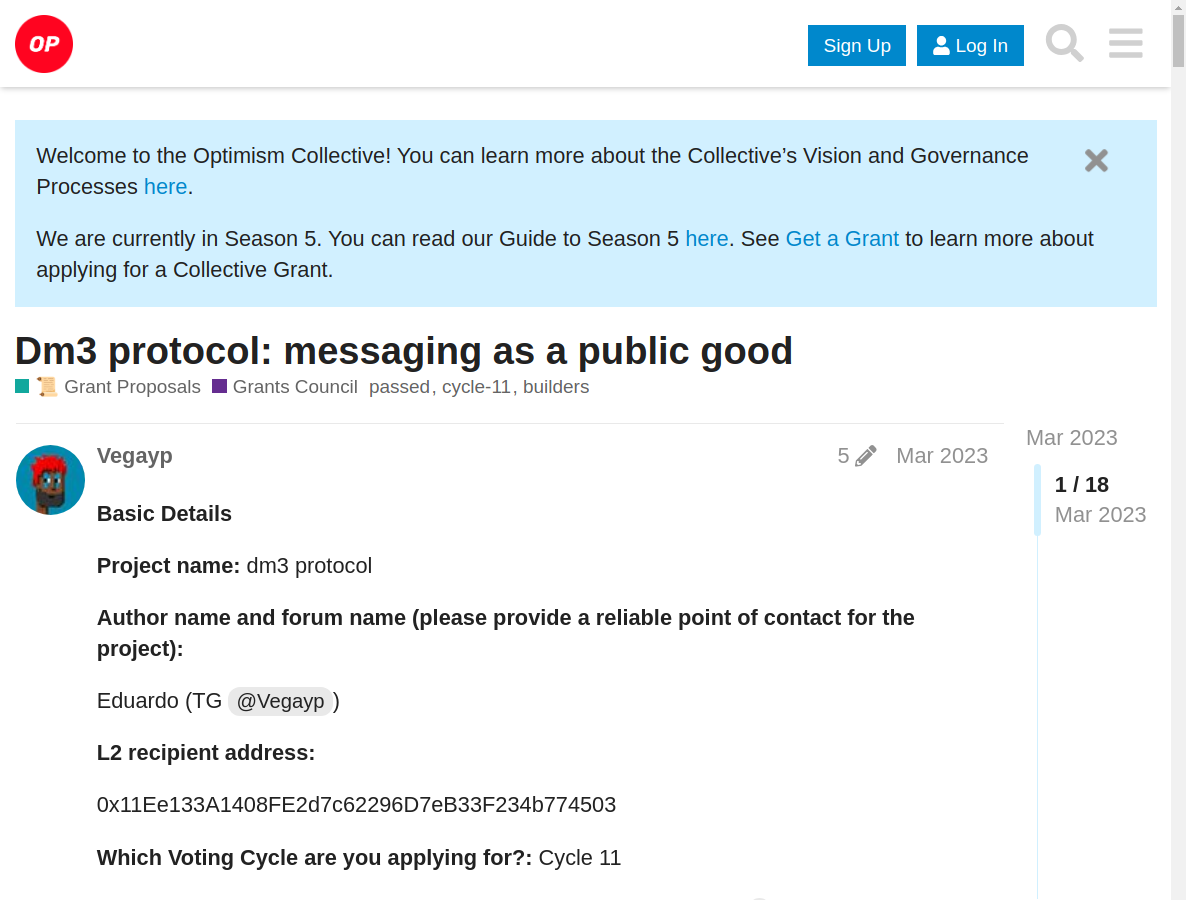 OP
Sign Up
Log In
Welcome to the Optimism Collective! You can learn more about the Collective’s Vision and Governance
Processes here.
We are currently in Season 5. You can read our Guide to Season 5 here. See Get a Grant to learn more about
applying for a Collective Grant.
Dm3 protocol: messaging as a public good
📜 Grant Proposals Grants Council passed, cycle-11, builders
Vegayp 5 Mar 2023
Basic Details
Project name: dm3 protocol
Author name and forum name (please provide a reliable point of contact for the
project):
Eduardo (TG @Vegayp)
L2 recipient address:
0x11Ee133A1408FE2d7c62296D7eB33F234b774503
Which Voting Cycle are you applying for?: Cycle 11
Mar 2023
1 / 18
Mar 2023